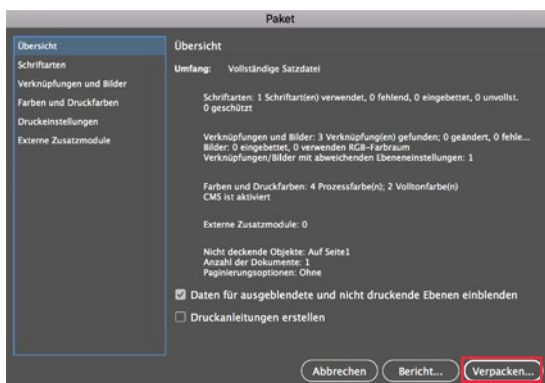 Paket
Übersicht
Schriftarten
Verknüpfungen und Bilder
Farben und Druckfarben
Druckeinstellungen
Externe Zusatzmodule
Übersicht
Umfang: Vollständige Satzdatei
Schriftarten: 1 Schriftart(en) verwendet, 0 fehlend, 0 eingebettet, 0 unvollst.
0 geschützt
Verknüpfungen und Bilder: 3 Verknüpfung(en) gefunden; 0 geändert, 0 fehle...
Bilder: 0 eingebettet, 0 verwenden RGB-Farbraum
Verknüpfungen/Bilder mit abweichenden Ebeneneinstellungen: 1
Farben und Druckfarben: 4 Prozessfarbe(n); 2 Volltonfarbe(n)
CMS ist aktiviert
Externe Zusatzmodule: 0
Nicht deckende Objekte: Auf Seite1
Anzahl der Dokumente: 1
Paginierungsoptionen: Ohne
Daten für ausgeblendete und nicht druckende Ebenen einblenden
Druckanleitungen erstellen
Abbrechen Bericht... Verpacken...